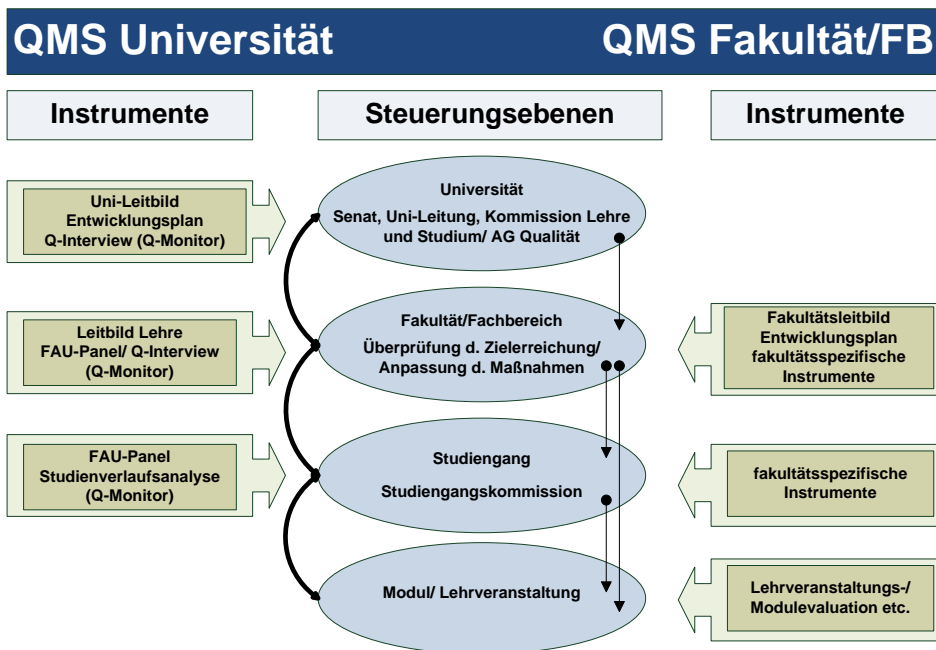 QMS Universität
QMS Fakultät/FB
Instrumente
Steuerungsebenen
Instrumente
Uni-Leitbild
Entwicklungsplan
Q-Interview (Q-Monitor)
Universität
Senat, Uni-Leitung, Kommission Lehre
und Studium/ AG Qualität
Leitbild Lehre
FAU-Panel/ Q-Interview
(Q-Monitor)
Fakultät/Fachbereich
Überprüfung d. Zielerreichung/
Anpassung d. Maßnahmen
Fakultätsleitbild
Entwicklungsplan
fakultätsspezifische
Instrumente
FAU-Panel
Studienverlaufsanalyse
(Q-Monitor)
Studiengang
Studiengangskommission
fakultätsspezifische
Instrumente
Modul/ Lehrveranstaltung
Lehrveranstaltungs-/
Modulevaluation etc.